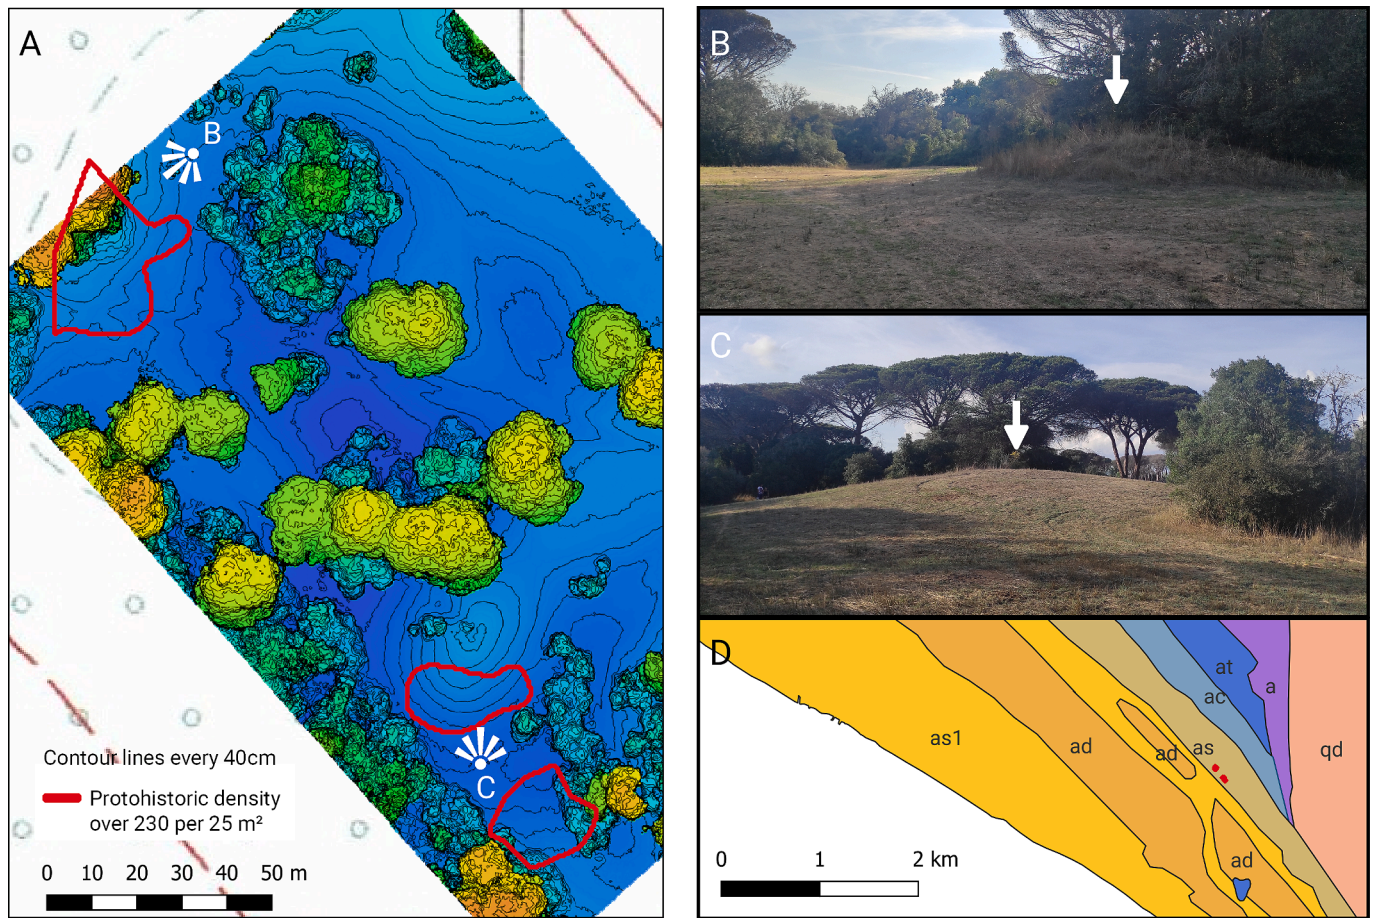 A
B
C
Contour lines every 40cm
Protohistoric density
over 230 per 25 m²
0 10 20 30 40 50 m
B
C
D
at
ac
a
as1
ad
ad
as
qd
ad
0 1 2 km